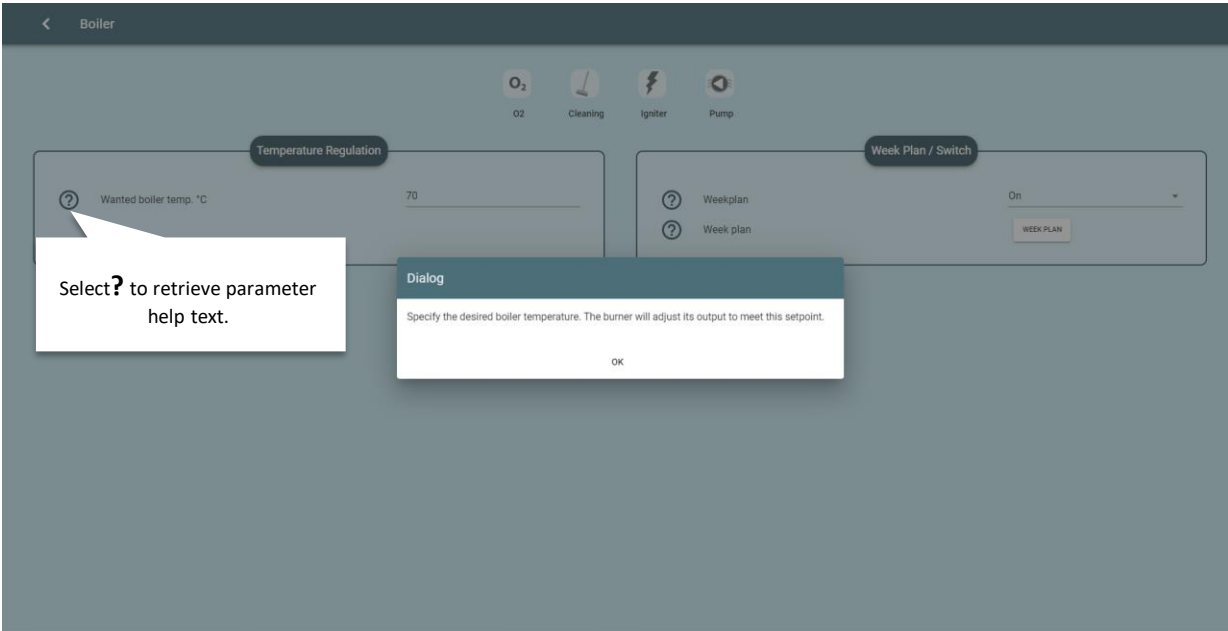 Boiler
O₂
O2
Cleaning
Igniter
Pump
Temperature Regulation
Wanted boiler temp. °C
70
Week Plan / Switch
Weekplan
On
Week plan
WEEK PLAN
Select? to retrieve parameter
help text.
Dialog
Specify the desired boiler temperature. The burner will adjust its output to meet this setpoint.
OK